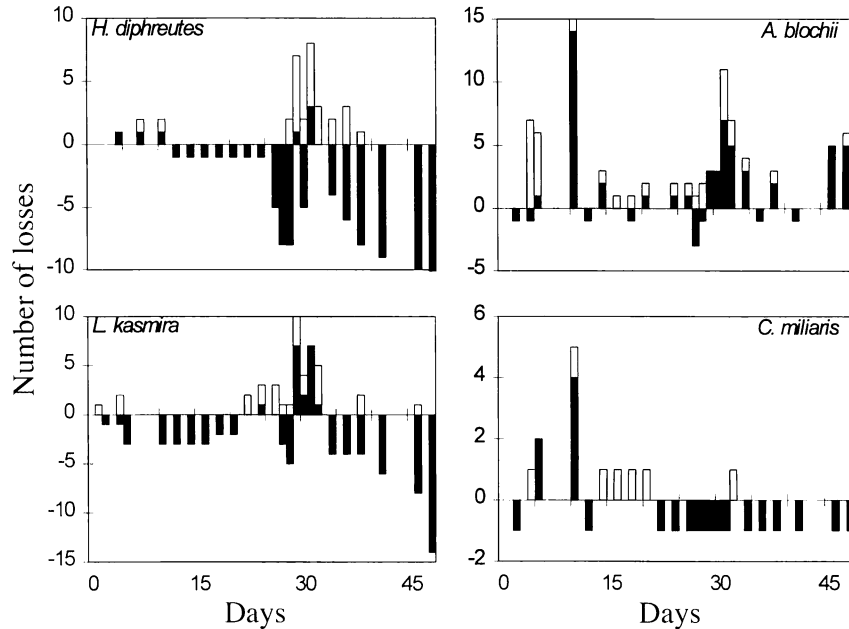 H. diphreutes
10
5
0
-5
-10
A. blochii
15
10
5
0
-5
L. kasmira
10
5
0
-5
-10
-15
0 15 30 45
Days
C. miliaris
6
4
2
0
-2
0 15 30 45
Days
Number of losses